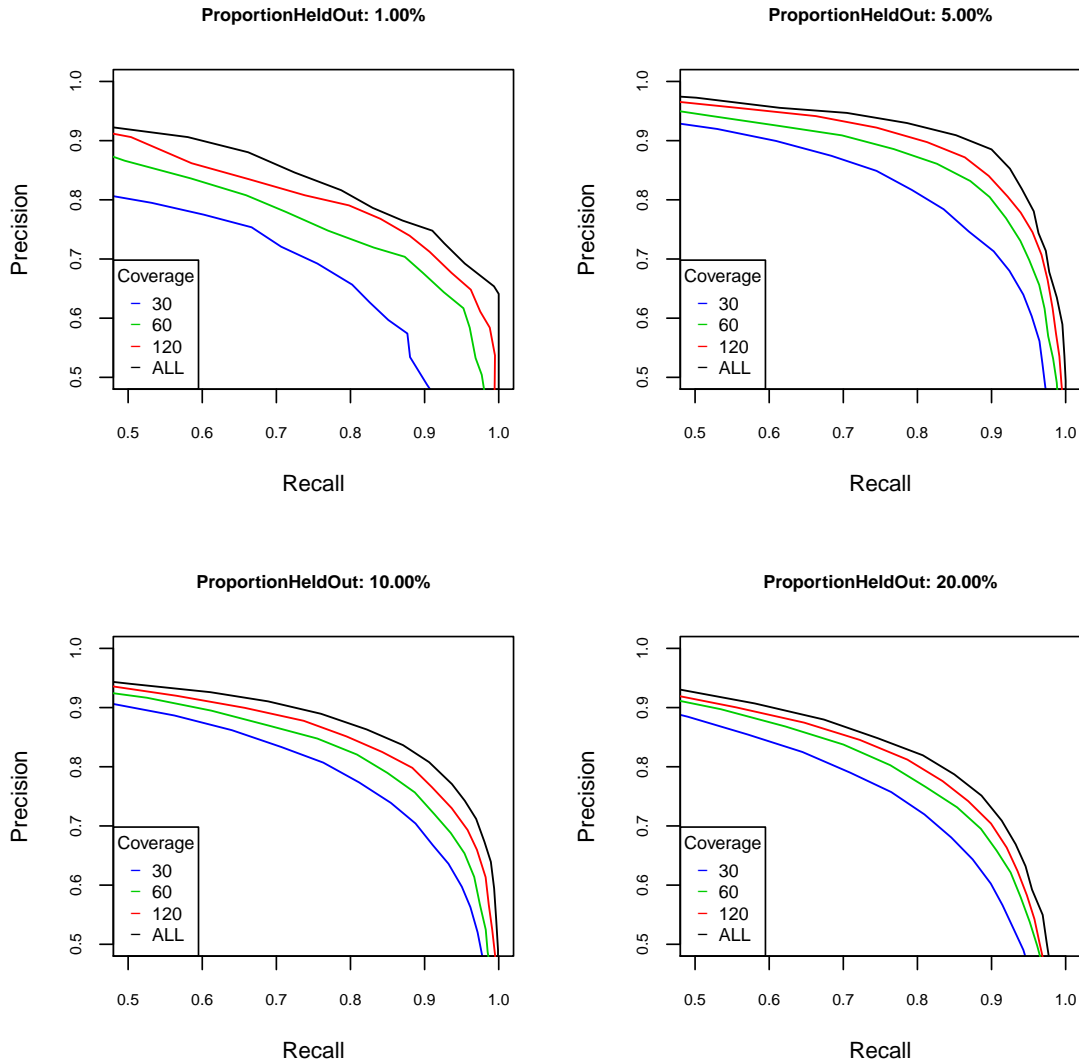 ProportionHeldOut: 1.00%
Precision
1.0
0.9
0.8
0.7
0.6
0.5
Coverage
30
60
120
ALL
0.5 0.6 0.7 0.8 0.9 1.0
Recall
ProportionHeldOut: 5.00%
Precision
1.0
0.9
0.8
0.7
0.6
0.5
Coverage
30
60
120
ALL
0.5 0.6 0.7 0.8 0.9 1.0
Recall
ProportionHeldOut: 10.00%
Precision
1.0
0.9
0.8
0.7
0.6
0.5
Coverage
30
60
120
ALL
0.5 0.6 0.7 0.8 0.9 1.0
Recall
ProportionHeldOut: 20.00%
Precision
1.0
0.9
0.8
0.7
0.6
0.5
Coverage
30
60
120
ALL
0.5 0.6 0.7 0.8 0.9 1.0
Recall